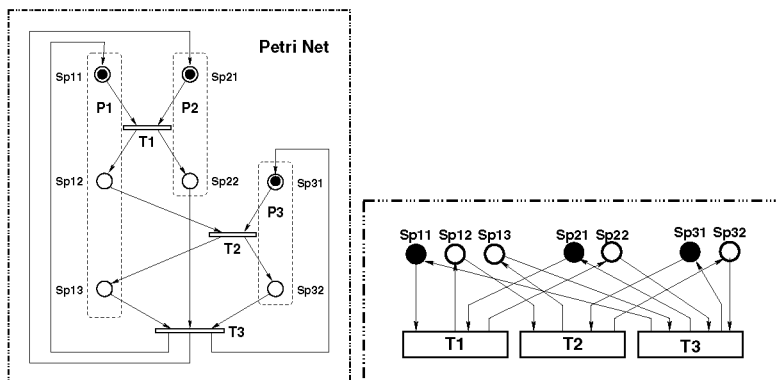 Petri Net
Sp11 Sp21
P1 P2
T1
Sp12 Sp22 Sp31
P3
T2
Sp13 Sp32
T3
Sp11 Sp12 Sp13 Sp21 Sp22 Sp31 Sp32
T1 T2 T3